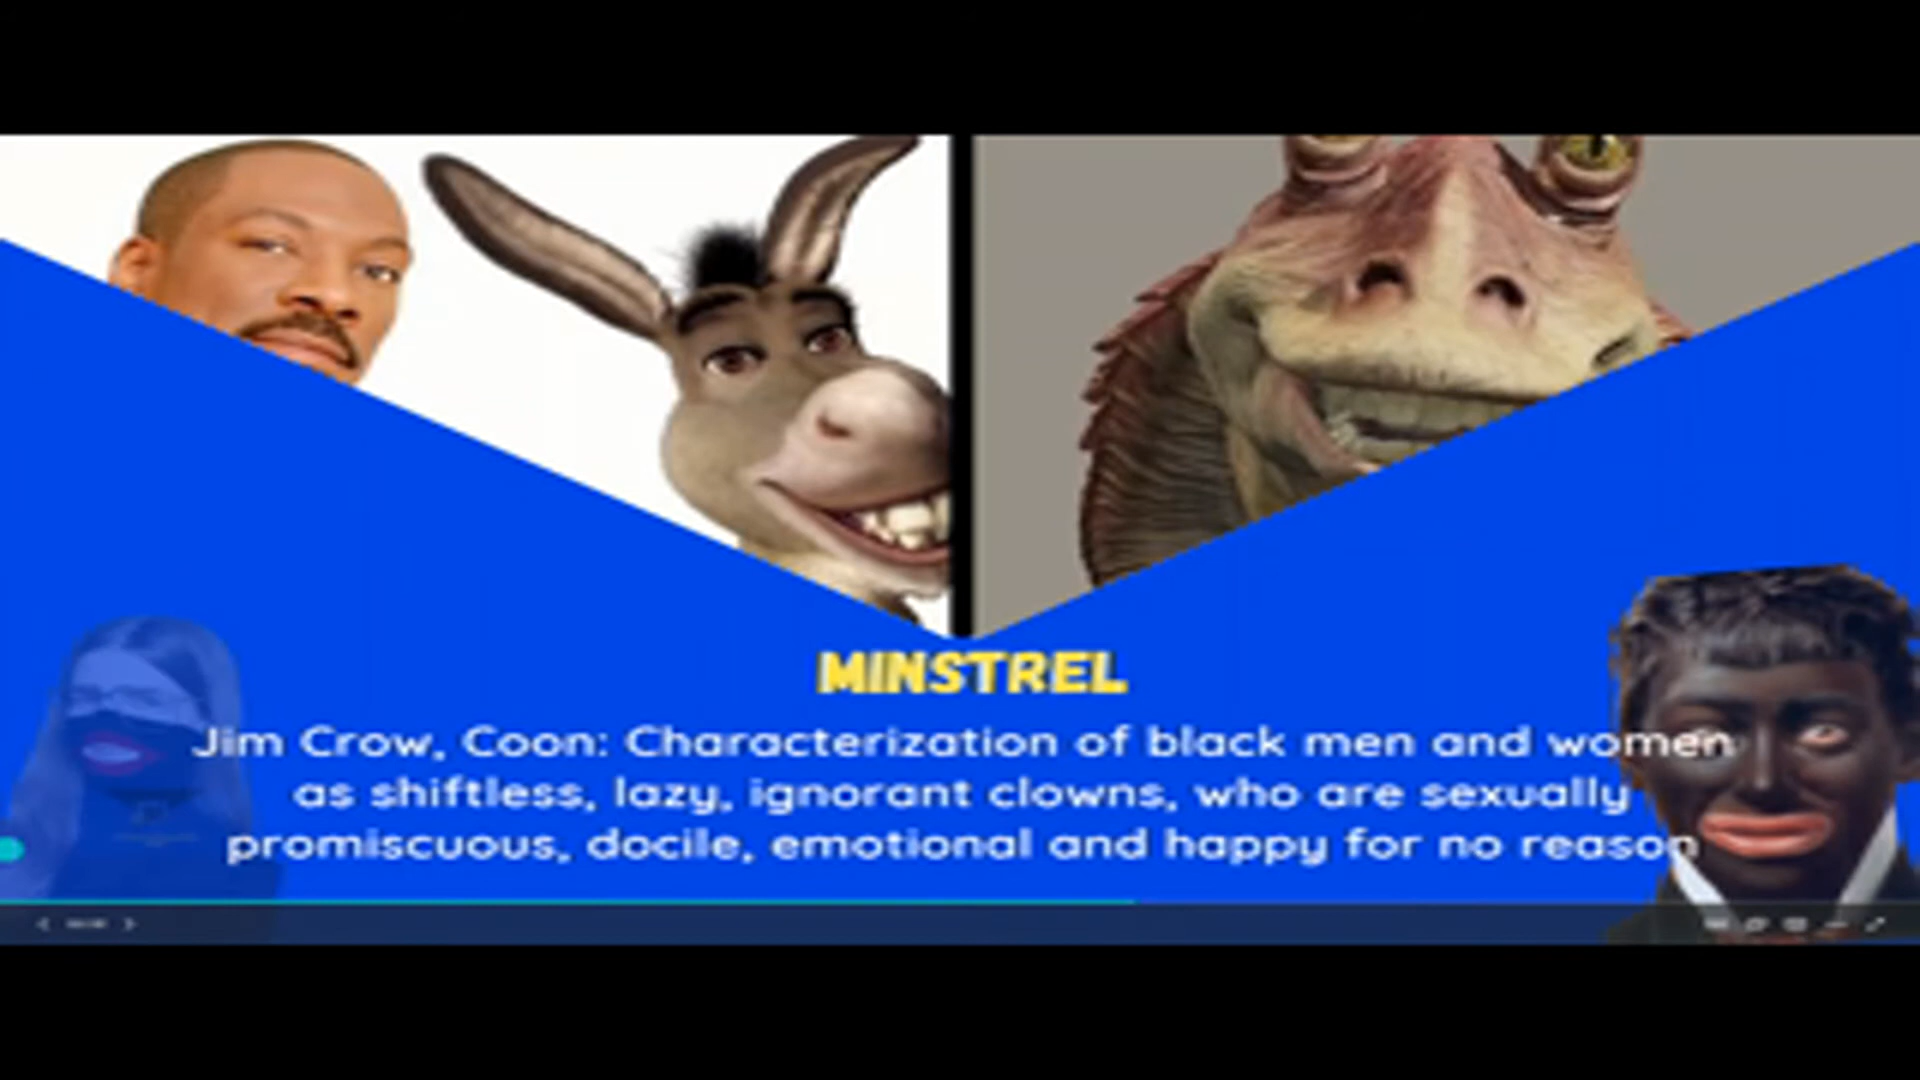 MINSTREL
Jim Crow, Coon: Characterization of black men and women
as shiftless, lazy, ignorant clowns, who are sexually
promiscuous, docile, emotional and happy for no reason